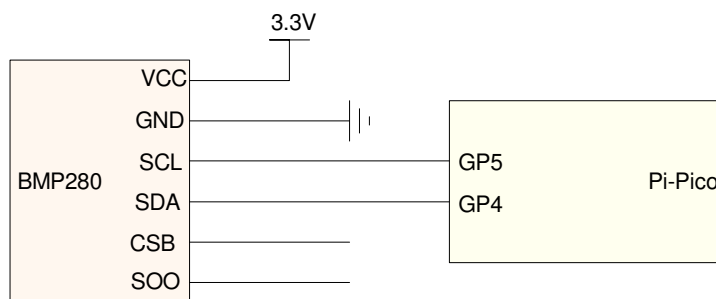 3.3V
VCC
GND
SCL
GP5
BMP280
Pi-Pico
SDA
GP4
CSB
SOO